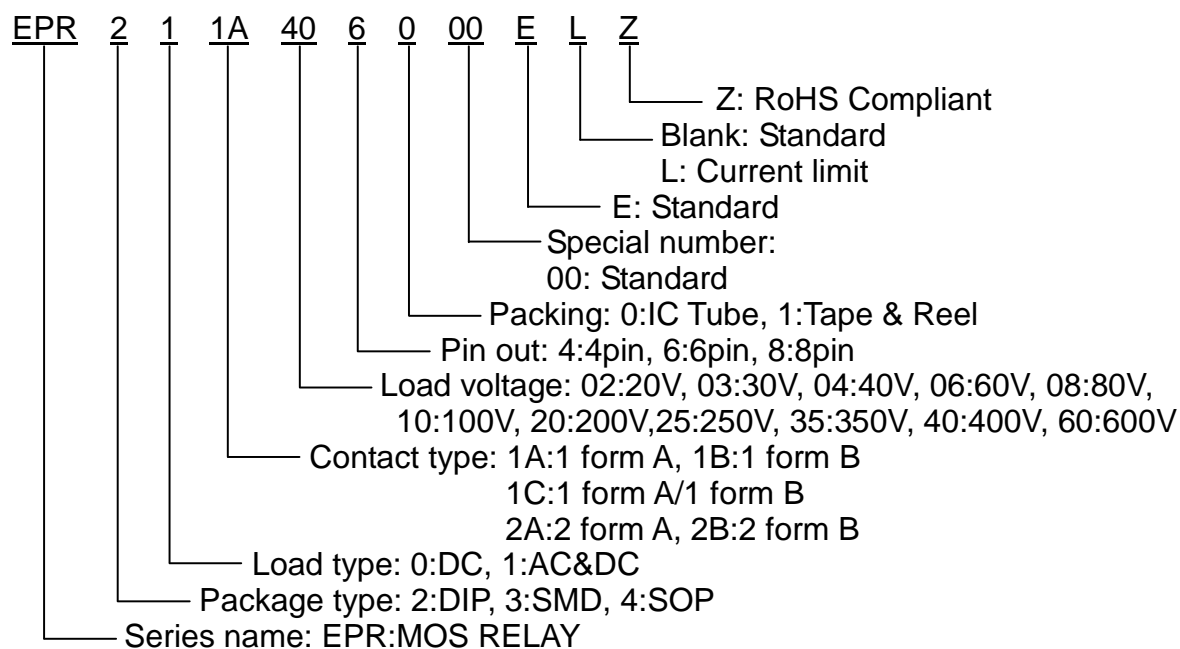 EPR 2 1 1A 40 6 0 00 E L Z
Z: RoHS Compliant
Blank: Standard
L: Current limit
E: Standard
Special number:
00: Standard
Packing: 0:IC Tube, 1:Tape & Reel
Pin out: 4:4pin, 6:6pin, 8:8pin
Load voltage: 02:20V, 03:30V, 04:40V, 06:60V, 08:80V,
10:100V, 20:200V,25:250V, 35:350V, 40:400V, 60:600V
Contact type: 1A:1 form A, 1B:1 form B
1C:1 form A/1 form B
2A:2 form A, 2B:2 form B
Load type: 0:DC, 1:AC&DC
Package type: 2:DIP, 3:SMD, 4:SOP
Series name: EPR:MOS RELAY